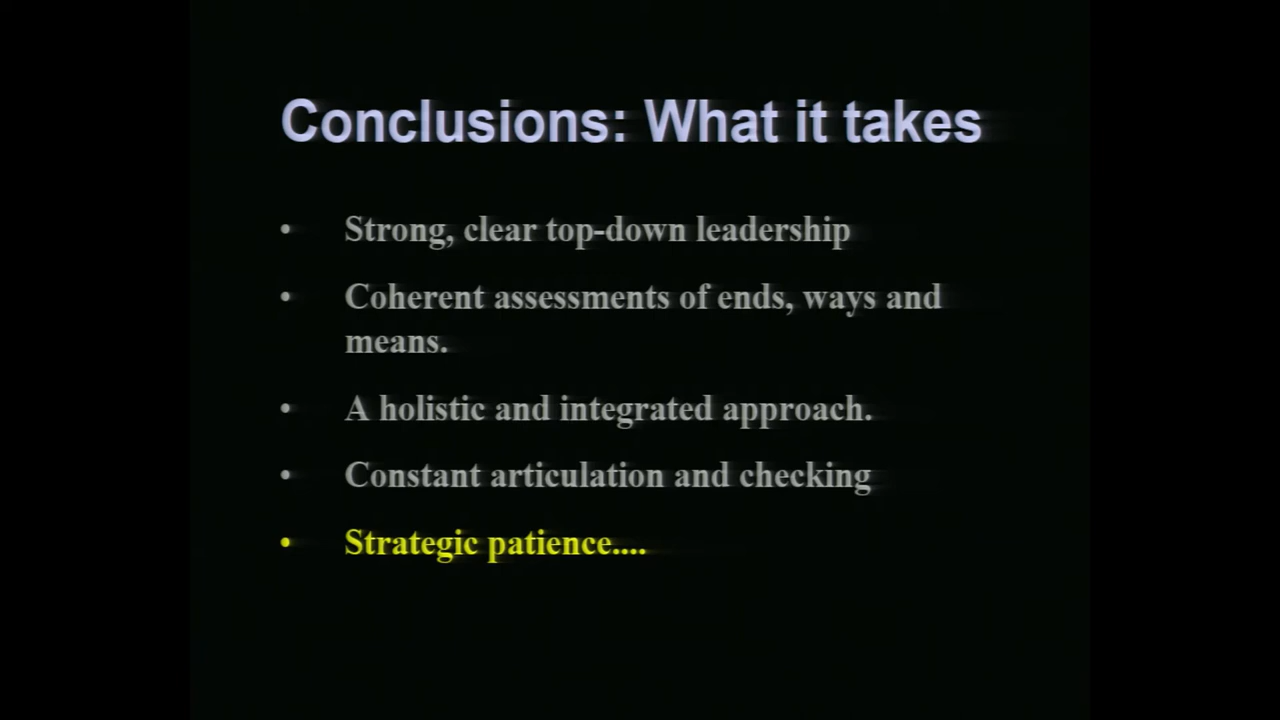 Conclusions: What it takes
• Strong, clear top-down leadership
• Coherent assessments of ends, ways and
means.
• A holistic and integrated approach.
• Constant articulation and checking
• Strategic patience....